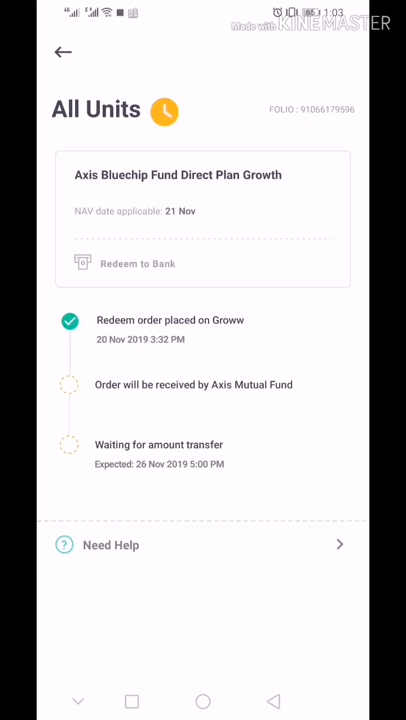 4G E 65 1:03
Made with KINEMASTER
All Units
FOLIO : 91066179596
Axis Bluechip Fund Direct Plan Growth
NAV date applicable: 21 Nov
Redeem to Bank
Redeem order placed on Groww
20 Nov 2019 3:32 PM
Order will be received by Axis Mutual Fund
Waiting for amount transfer
Expected: 26 Nov 2019 5:00 PM
? Need Help